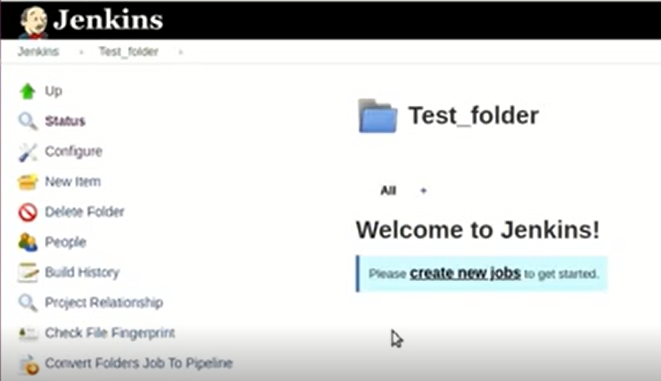 Jenkins
Jenkins Test_folder
Up
Status
Configure
New Item
Delete Folder
People
Build History
Project Relationship
Check File Fingerprint
Convert Folders Job To Pipeline
Test_folder
All +
Welcome to Jenkins!
Please create new jobs to get started.